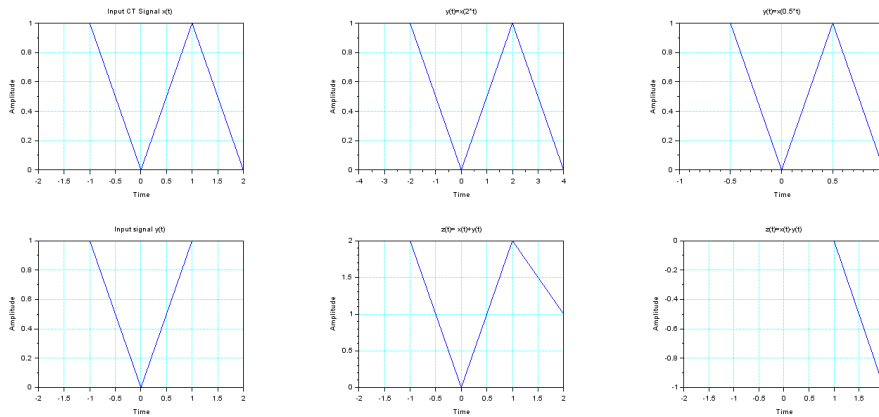 Input CT Signal x(t)
Amplitude
1
0.8
0.6
0.4
0.2
0
-2 -1.5 -1 -0.5 0 0.5 1 1.5 2
Time
y(t)=x(2*t)
Amplitude
1
0.8
0.6
0.4
0.2
0
-4 -3 -2 -1 0 1 2 3 4
Time
y(t)=x(0.5*t)
Amplitude
1
0.8
0.6
0.4
0.2
0
-1 -0.5 0 0.5
Time
Input signal y(t)
Amplitude
1
0.8
0.6
0.4
0.2
0
-2 -1.5 -1 -0.5 0 0.5 1 1.5 2
Time
z(t)= x(t)+y(t)
Amplitude
2
1.5
1
0.5
0
-2 -1.5 -1 -0.5 0 0.5 1 1.5 2
Time
z(t)=x(t)-y(t)
Amplitude
0
-0.2
-0.4
-0.6
-0.8
-1
-2 -1.5 -1 -0.5 0 0.5 1 1.5
Time